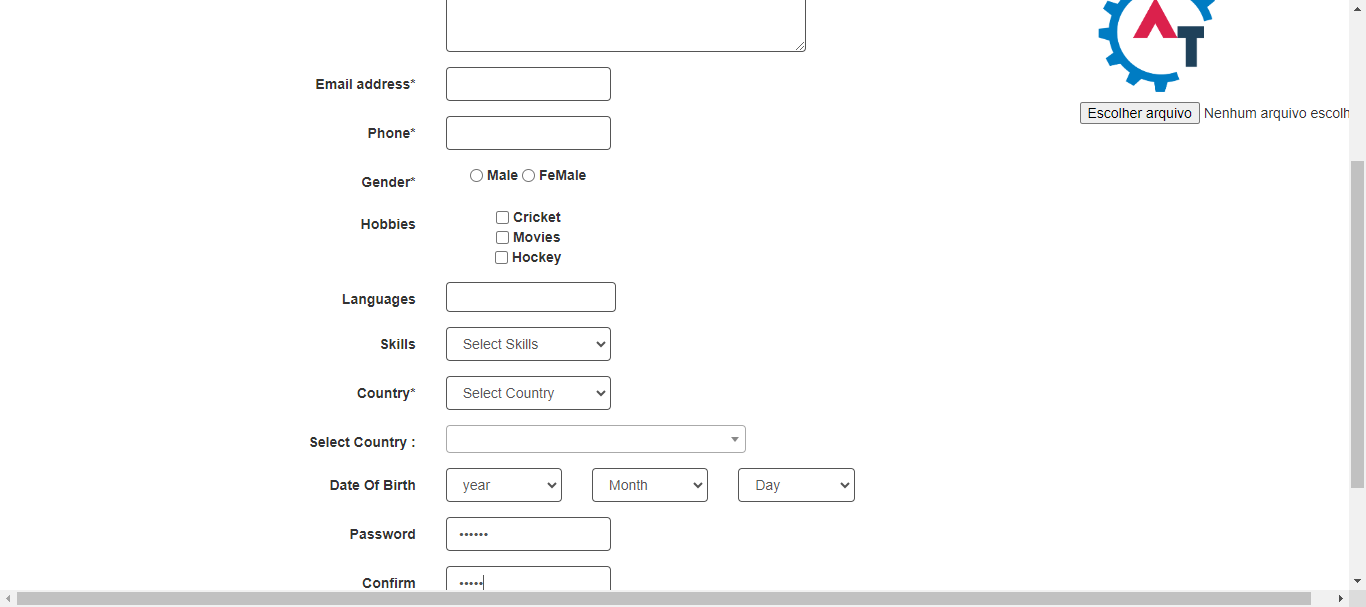 AT
Email address*
Escolher arquivo Nenhum arquivo escolh
Phone*
Gender* Male FeMale
Hobbies Cricket
Movies
Hockey
Languages
Skills Select Skills
Country* Select Country
Select Country :
Date Of Birth year Month Day
Password ••••••
Confirm •••••